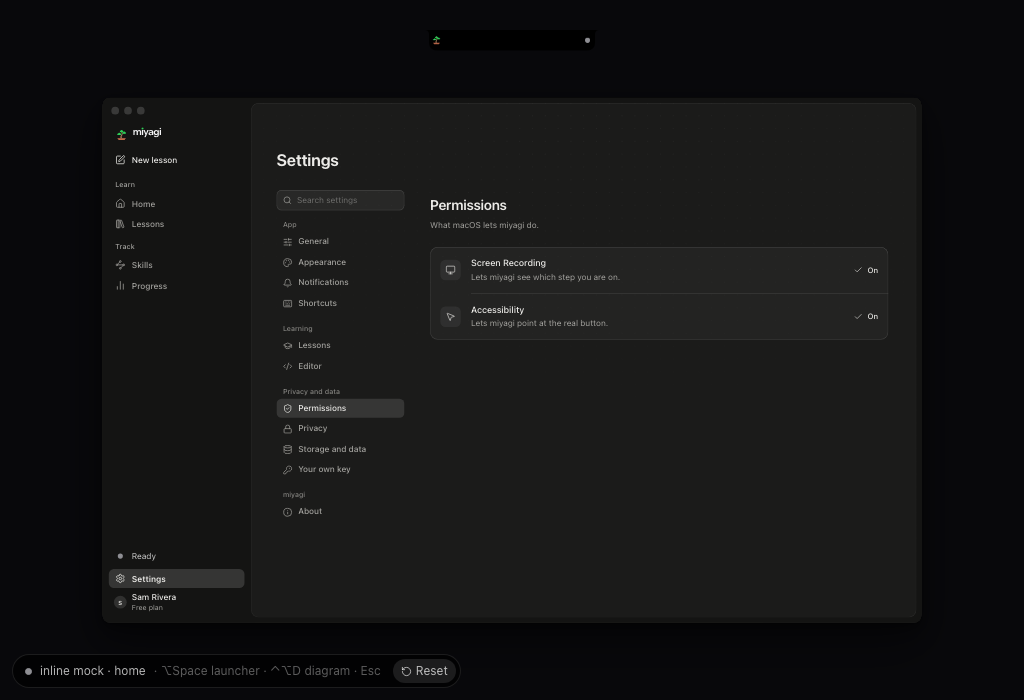 miyagi
New lesson
Learn
Home
Lessons
Track
Skills
Progress
Ready
Settings
S
Sam Rivera
Free plan
Settings
Search settings
App
General
Appearance
Notifications
Shortcuts
Learning
Lessons
Editor
Privacy and data
Permissions
Privacy
Storage and data
Your own key
miyagi
About
Permissions
What macOS lets miyagi do.
Screen Recording
Lets miyagi see which step you are on.
On
Accessibility
Lets miyagi point at the real button.
On
inline mock · home · ⌥Space launcher · ^⌥D diagram · Esc Reset